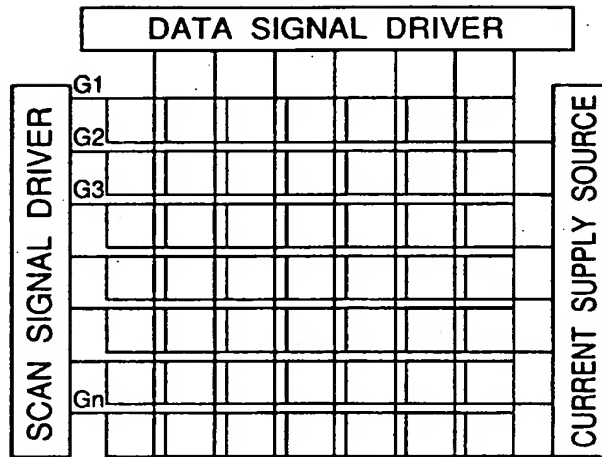 DATA SIGNAL DRIVER
SCAN SIGNAL DRIVER
G1
G2
G3
Gn
CURRENT SUPPLY SOURCE